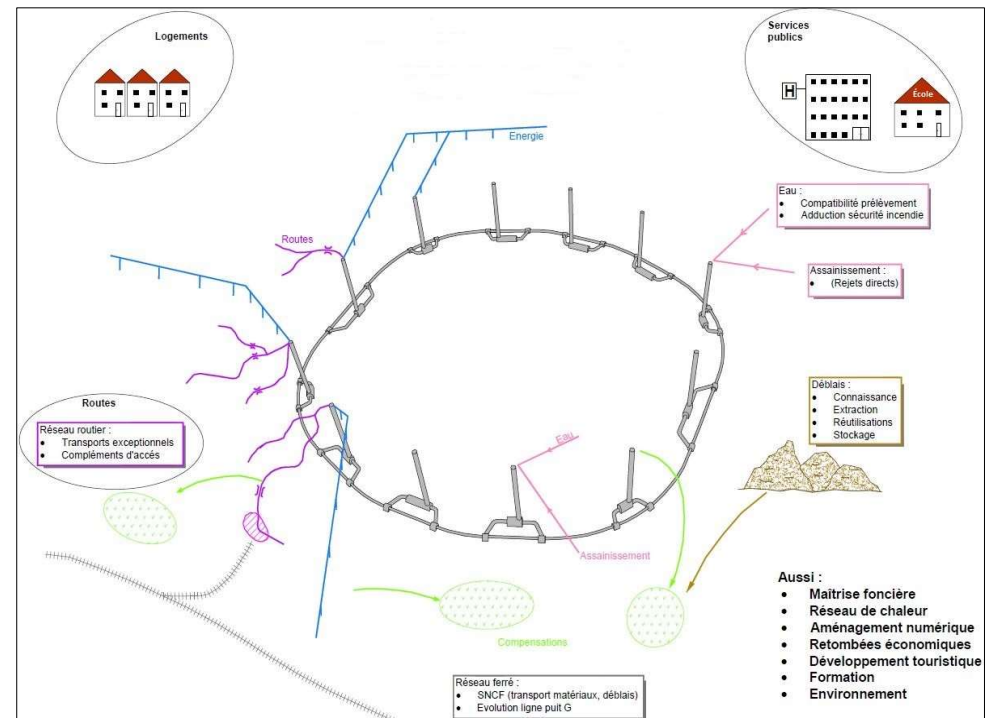 Logements
Services
publics
H
École
Energie
Eau :
• Compatibilité prélèvement
• Adduction sécurité incendie
Routes
Assainissement :
• (Rejets directs)
Routes
Réseau routier :
• Transports exceptionnels
• Compléments d'accés
Déblais :
• Connaissance
• Extraction
• Réutilisations
• Stockage
Eau
Assainissement
Compensations
Aussi :
• Maîtrise foncière
• Réseau de chaleur
• Aménagement numérique
• Retombées économiques
• Développement touristique
• Formation
• Environnement
Réseau ferré :
• SNCF (transport matériaux, déblais)
• Evolution ligne puit G